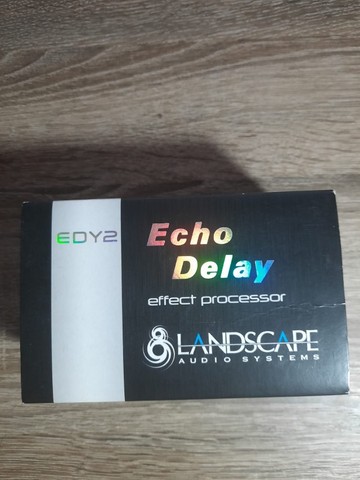 EDY2
Echo
Delay
effect processor
LANDSCAPE
AUDIO SYSTEMS